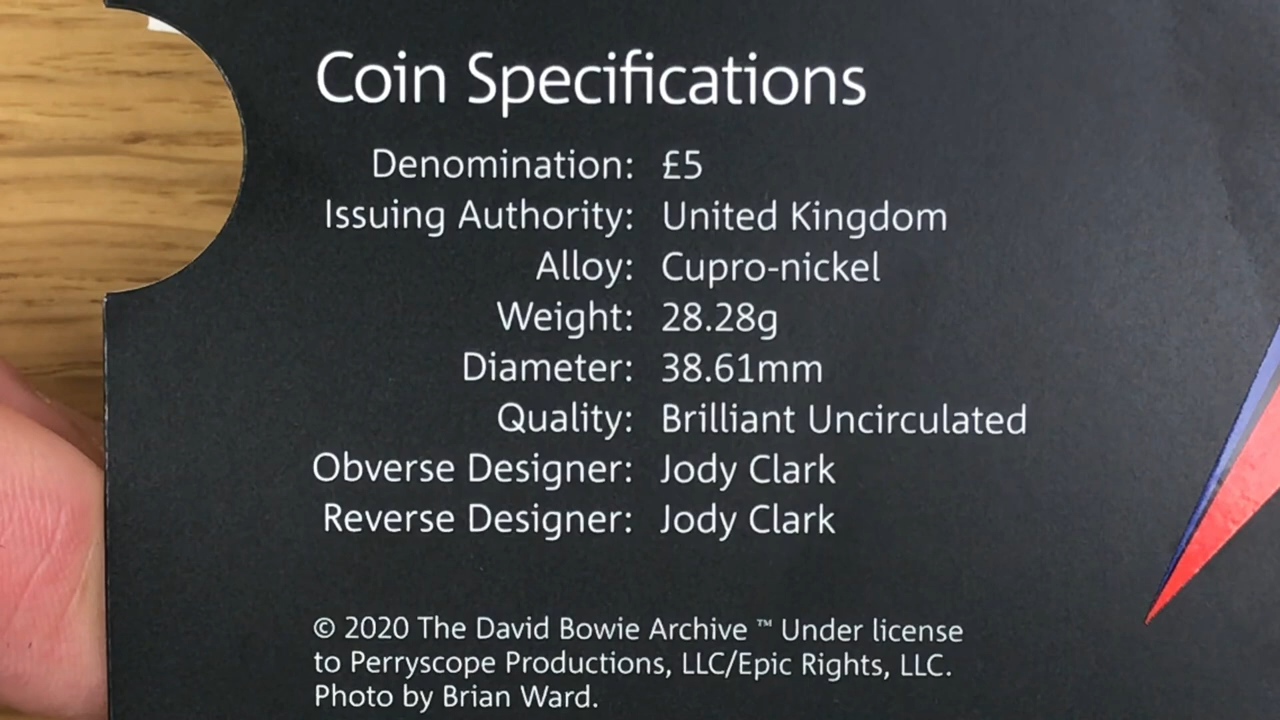 Coin Specifications
Denomination: £5
Issuing Authority: United Kingdom
Alloy: Cupro-nickel
Weight: 28.28g
Diameter: 38.61mm
Quality: Brilliant Uncirculated
Obverse Designer: Jody Clark
Reverse Designer: Jody Clark
© 2020 The David Bowie Archive ™ Under license
to Perryscope Productions, LLC/Epic Rights, LLC.
Photo by Brian Ward.